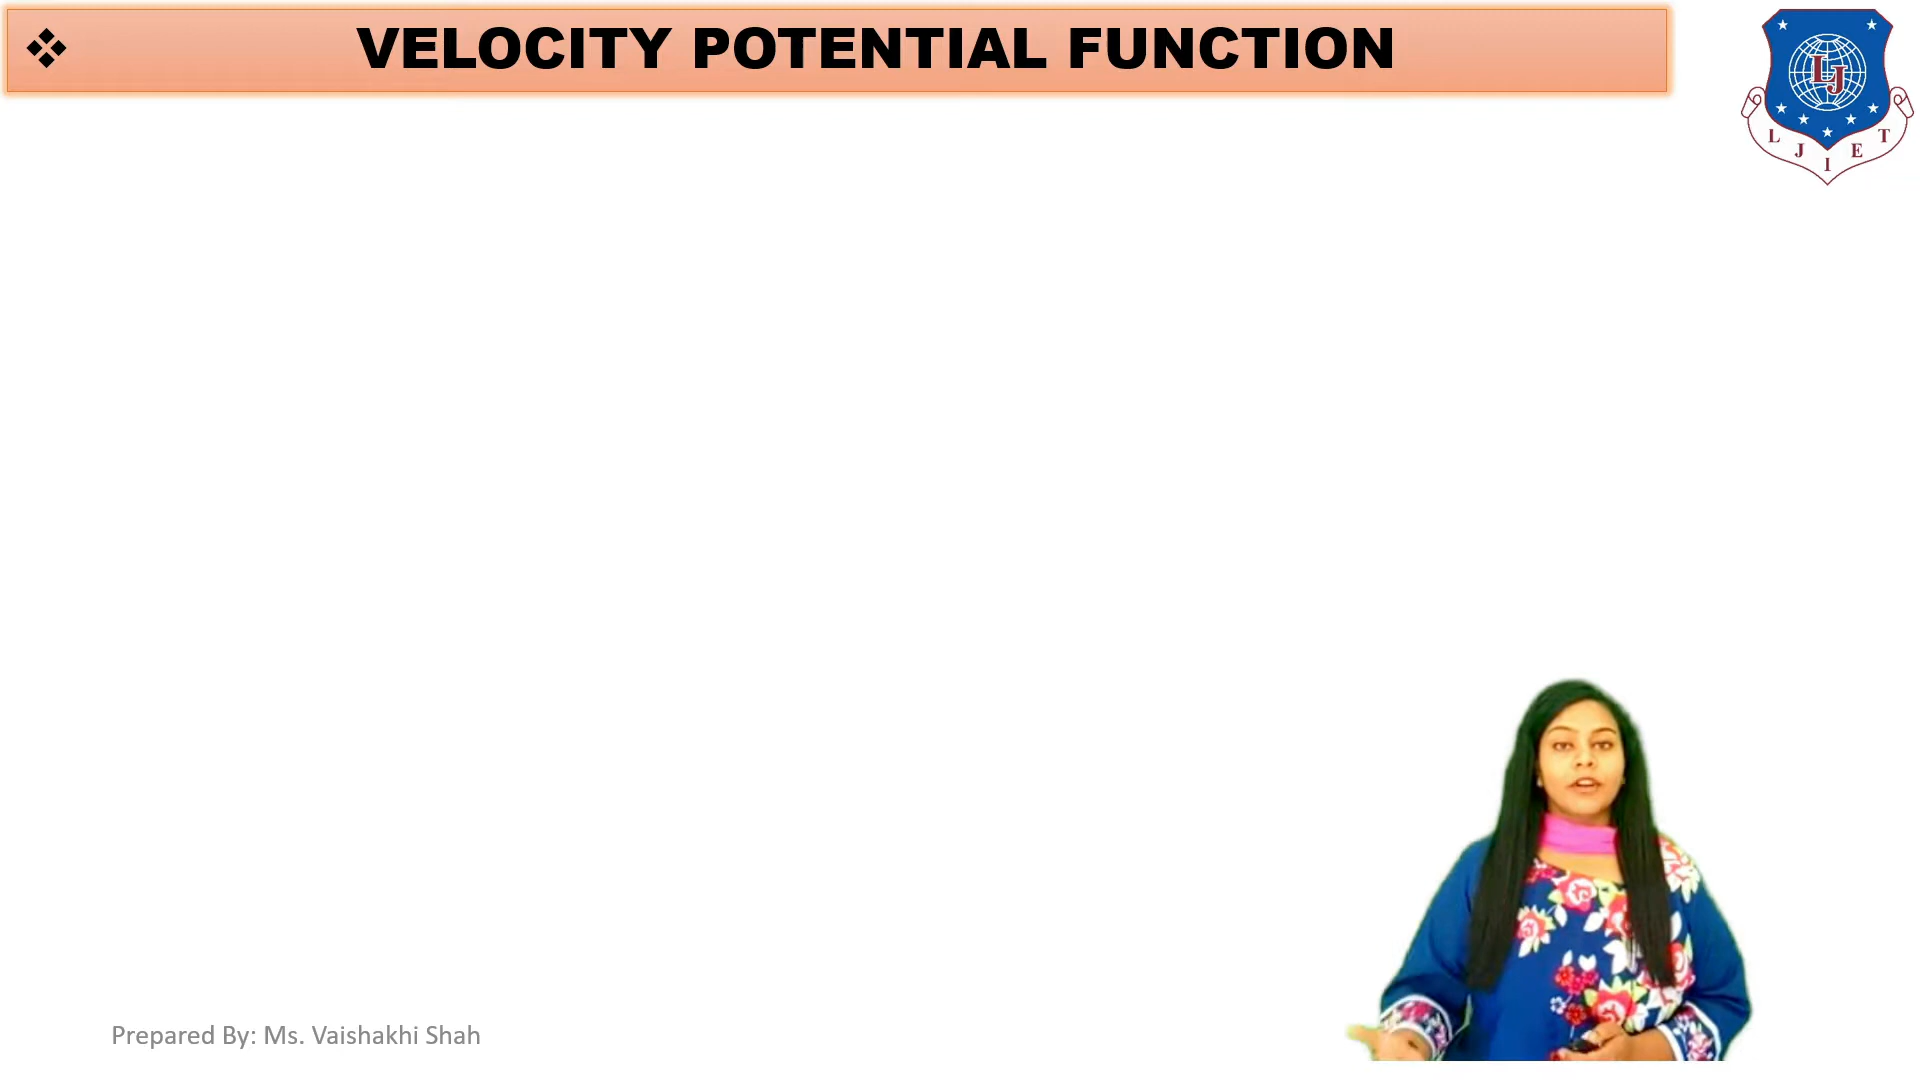 VELOCITY POTENTIAL FUNCTION
LJ
L J I E T
Prepared By: Ms. Vaishakhi Shah